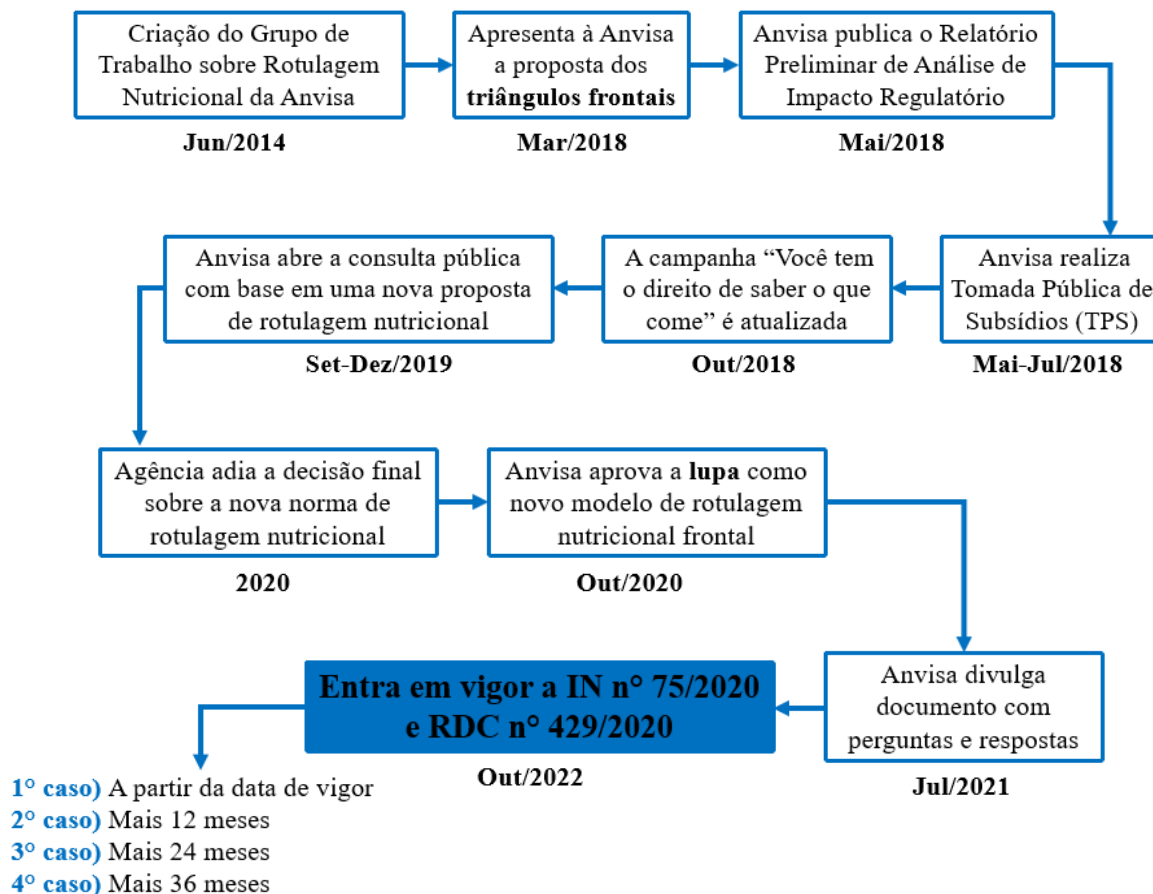 Criação do Grupo de
Trabalho sobre Rotulagem
Nutricional da Anvisa
Jun/2014
Apresenta à Anvisa
a proposta dos
triângulos frontais
Mar/2018
Anvisa publica o Relatório
Preliminar de Análise de
Impacto Regulatório
Mai/2018
Anvisa realiza
Tomada Pública de
Subsídios (TPS)
Mai-Jul/2018
A campanha “Você tem
o direito de saber o que
come” é atualizada
Out/2018
Anvisa abre a consulta pública
com base em uma nova proposta
de rotulagem nutricional
Set-Dez/2019
Agência adia a decisão final
sobre a nova norma de
rotulagem nutricional
2020
Anvisa aprova a lupa como
novo modelo de rotulagem
nutricional frontal
Out/2020
Anvisa divulga
documento com
perguntas e respostas
Jul/2021
Entra em vigor a IN n° 75/2020
e RDC n° 429/2020
Out/2022
1° caso) A partir da data de vigor
2° caso) Mais 12 meses
3° caso) Mais 24 meses
4° caso) Mais 36 meses